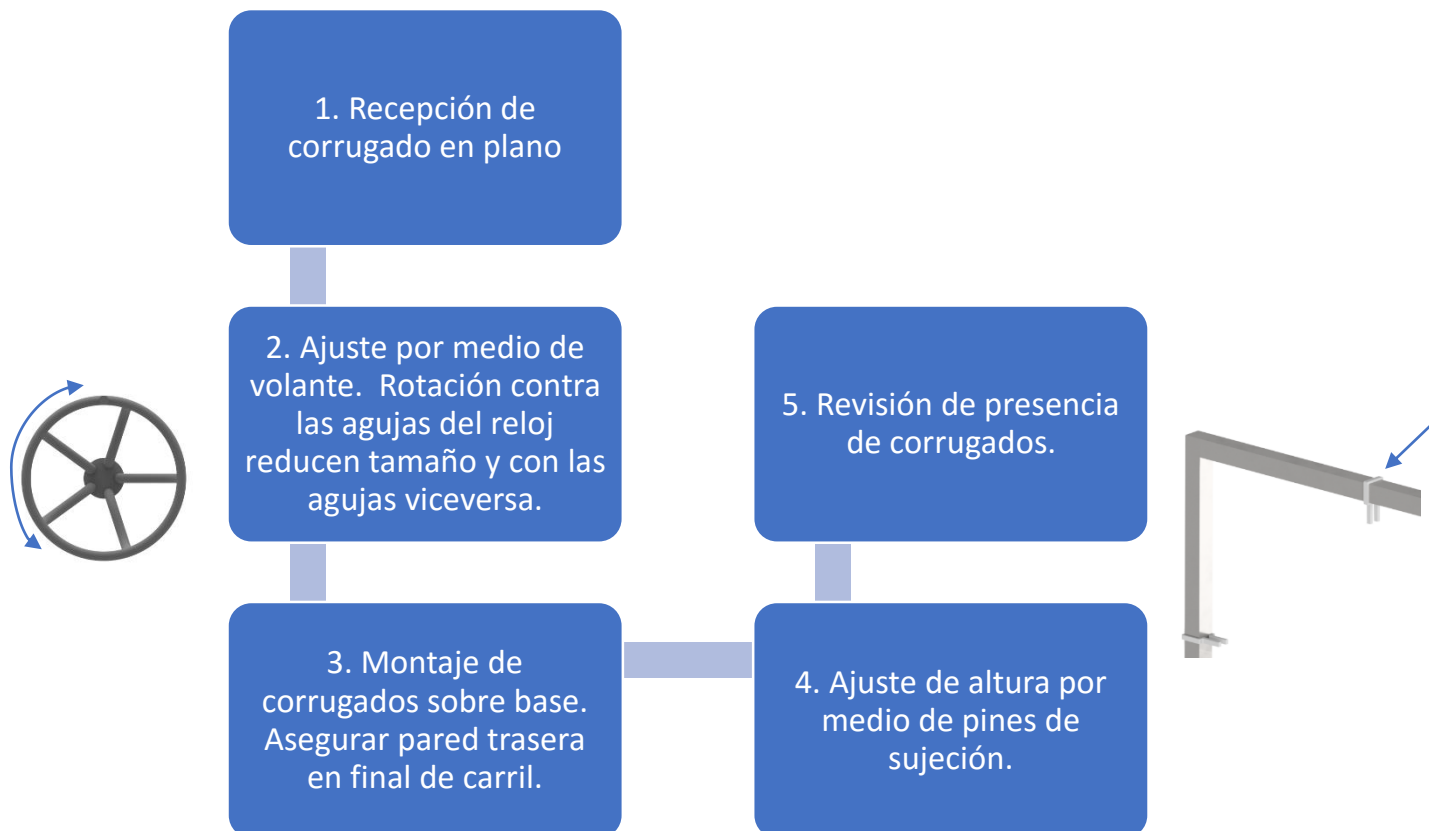 1. Recepción de
corrugado en plano
2. Ajuste por medio de
volante.  Rotación contra
las agujas del reloj
reducen tamaño y con las
agujas viceversa.
3. Montaje de
corrugados sobre base.
Asegurar pared trasera
en final de carril.
4. Ajuste de altura por
medio de pines de
sujeción.
5. Revisión de presencia
de corrugados.